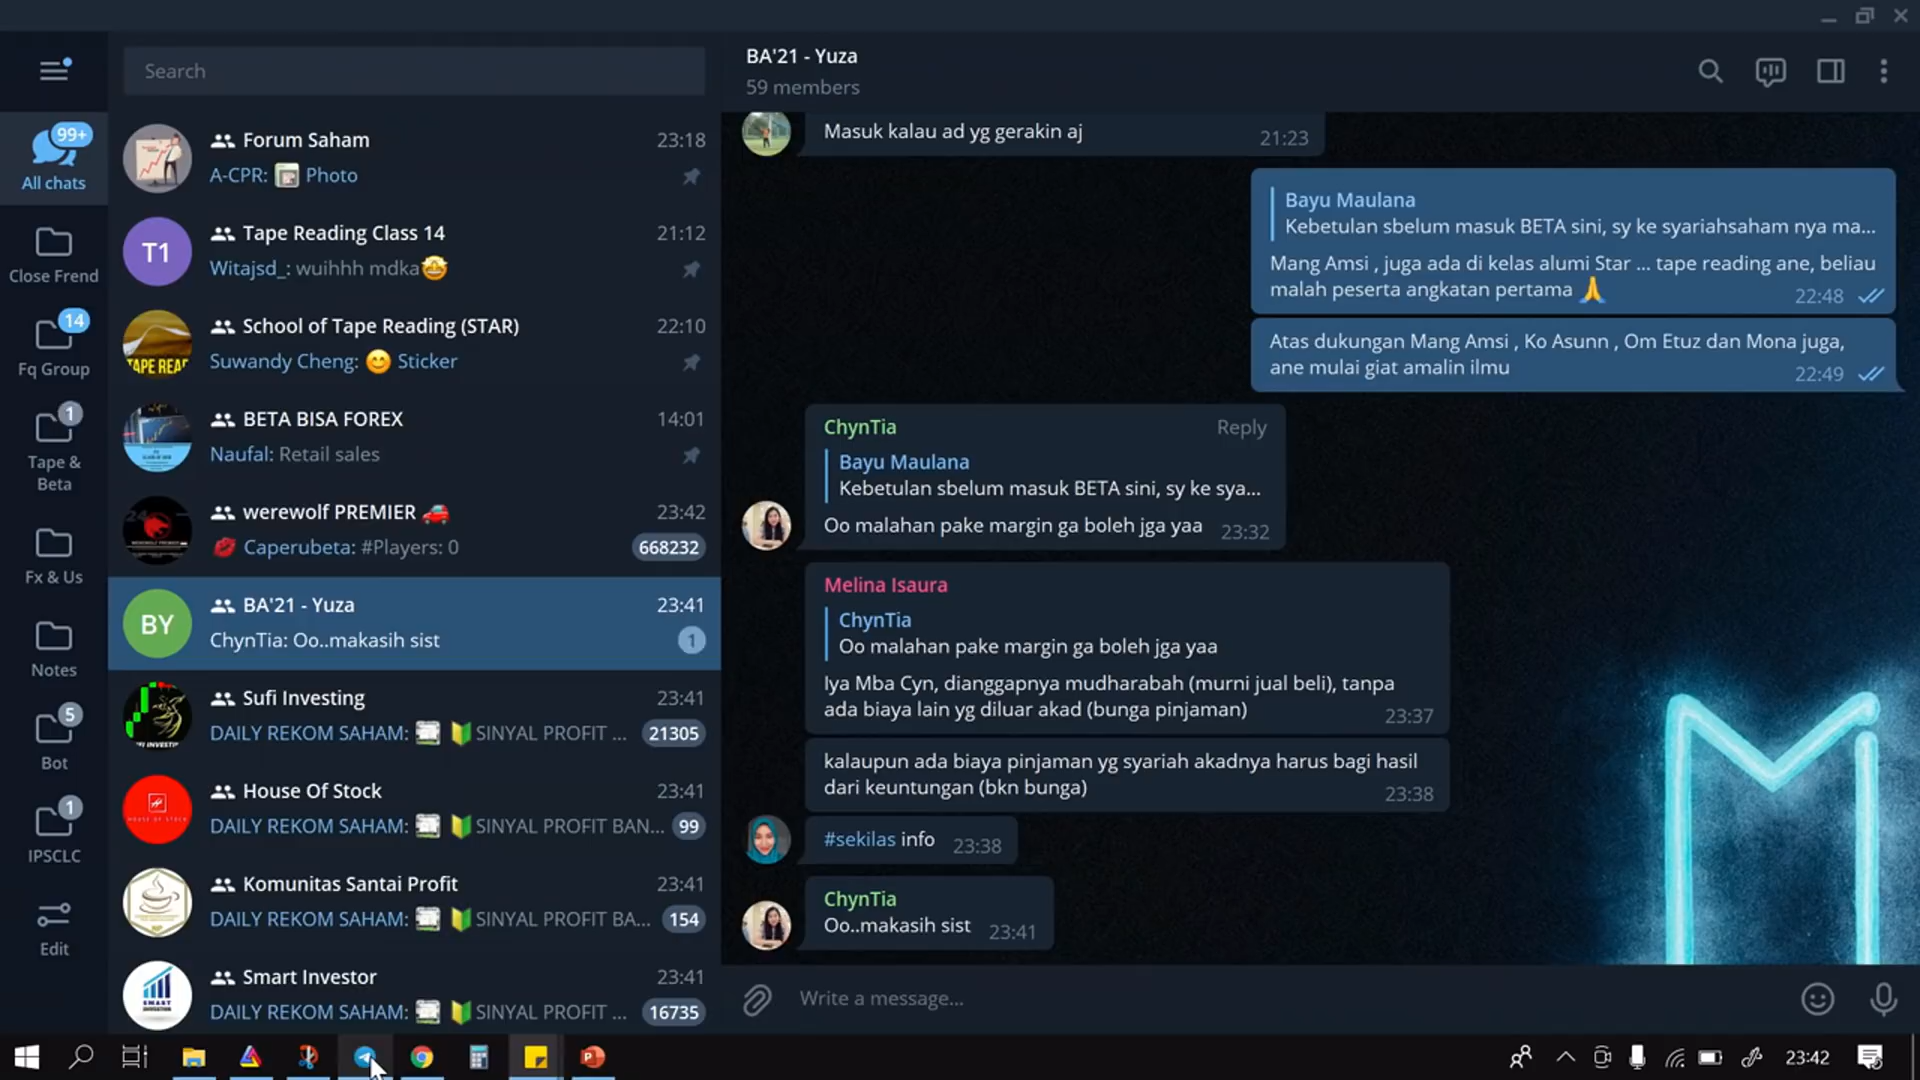 Search
99+
All chats
Close Frend
14
Fq Group
1
Tape &
Beta
Fx & Us
Notes
5
Bot
1
IPSCLC
Edit
Forum Saham 23:18
A-CPR: Photo
T1
Tape Reading Class 14 21:12
Witajsd_: wuihhh mdka🤩
TAPE REA
School of Tape Reading (STAR) 22:10
Suwandy Cheng: 😊 Sticker
BETA BISA FOREX 14:01
Naufal: Retail sales
werewolf PREMIER 🚗 23:42
💋 Caperubeta: #Players: 0 668232
BY
BA'21 - Yuza 23:41
ChynTia: Oo..makasih sist 1
Sufi Investing 23:41
DAILY REKOM SAHAM: 🔰SINYAL PROFIT ... 21305
House Of Stock 23:41
DAILY REKOM SAHAM: 🔰SINYAL PROFIT BAN... 99
Komunitas Santai Profit 23:41
DAILY REKOM SAHAM: 🔰SINYAL PROFIT BA... 154
Smart Investor 23:41
DAILY REKOM SAHAM: 🔰SINYAL PROFIT ... 16735
BA'21 - Yuza
59 members
Masuk kalau ad yg gerakin aj 21:23
Bayu Maulana
Kebetulan sbelum masuk BETA sini, sy ke syariahsaham nya ma...
Mang Amsi , juga ada di kelas alumi Star ... tape reading ane, beliau
malah peserta angkatan pertama 🙏 22:48
Atas dukungan Mang Amsi , Ko Asunn , Om Etuz dan Mona juga,
ane mulai giat amalin ilmu 22:49
ChynTia Reply
Bayu Maulana
Kebetulan sbelum masuk BETA sini, sy ke sya...
Oo malahan pake margin ga boleh jga yaa 23:32
Melina Isaura
ChynTia
Oo malahan pake margin ga boleh jga yaa
Iya Mba Cyn, dianggapnya mudharabah (murni jual beli), tanpa
ada biaya lain yg diluar akad (bunga pinjaman) 23:37
kalaupun ada biaya pinjaman yg syariah akadnya harus bagi hasil
dari keuntungan (bkn bunga) 23:38
#sekilas info 23:38
ChynTia
Oo..makasih sist 23:41
Write a message...
23:42